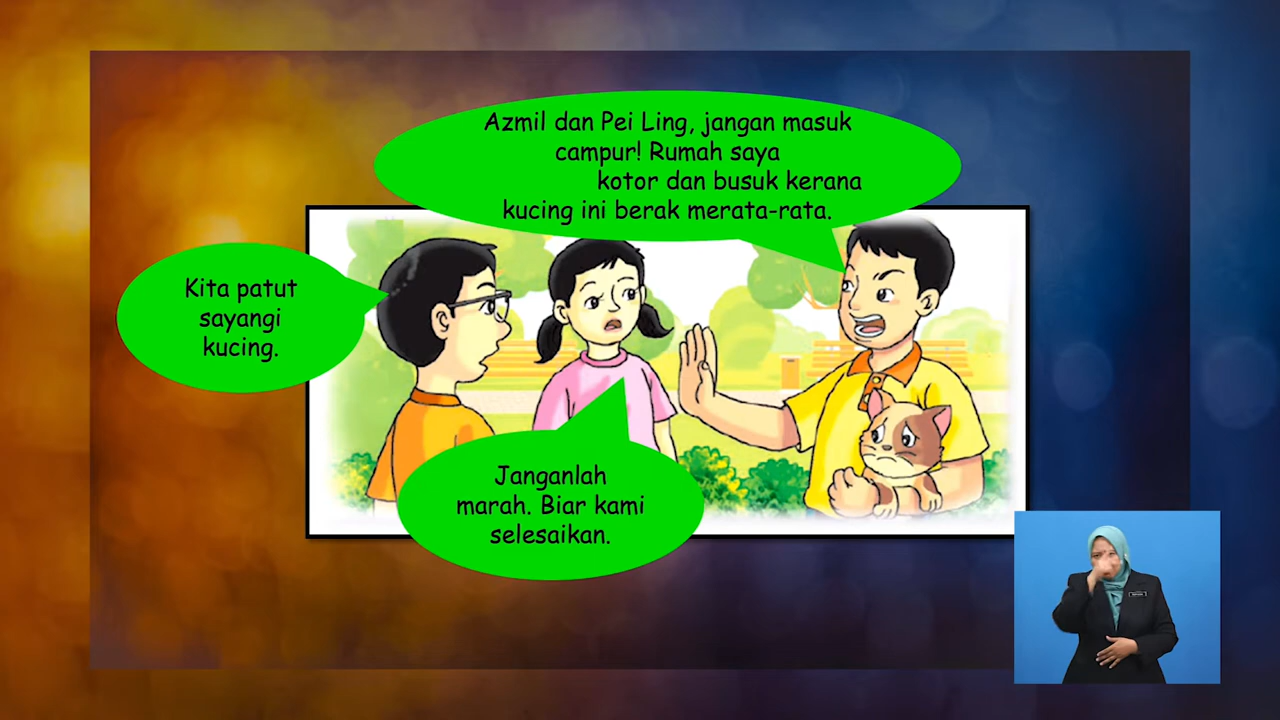 Azmil dan Pei Ling, jangan masuk
campur! Rumah saya
kotor dan busuk kerana
kucing ini berak merata-rata.
Kita patut
sayangi
kucing.
Janganlah
marah. Biar kami
selesaikan.